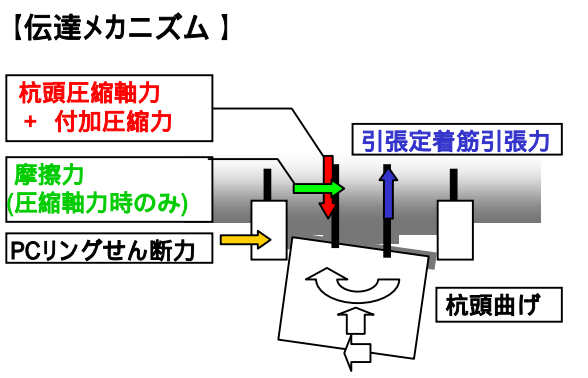 【伝達メカニズム 】
杭頭圧縮軸力
+ 付加圧縮力
引張定着筋引張力
摩擦力
(圧縮軸力時のみ)
PCリングせん断力
杭頭曲げ